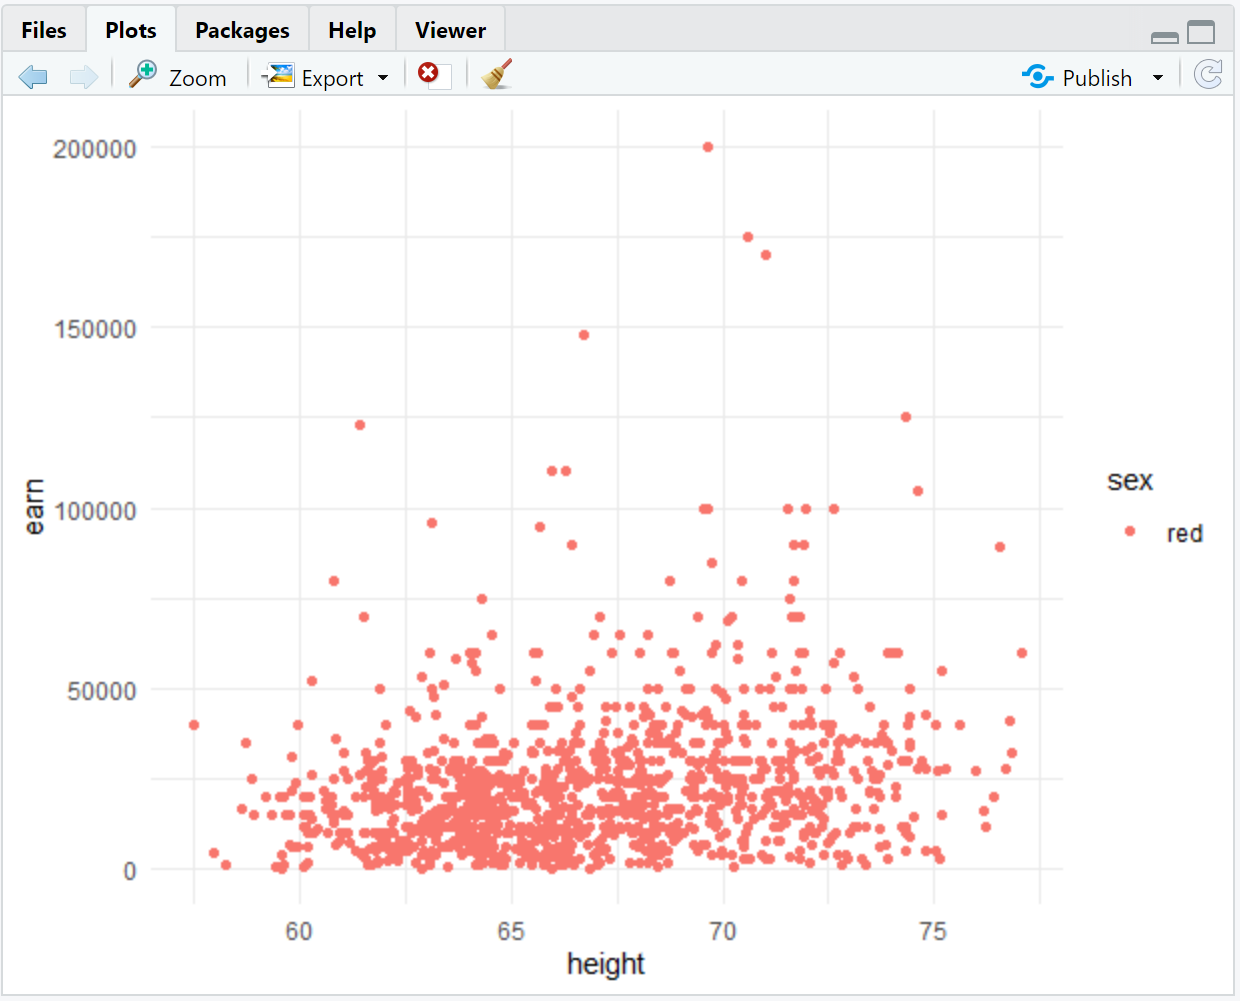 Files Plots Packages Help Viewer
Zoom Export Publish
200000
150000
100000
50000
0
earn
60 65 70 75
height
sex
red